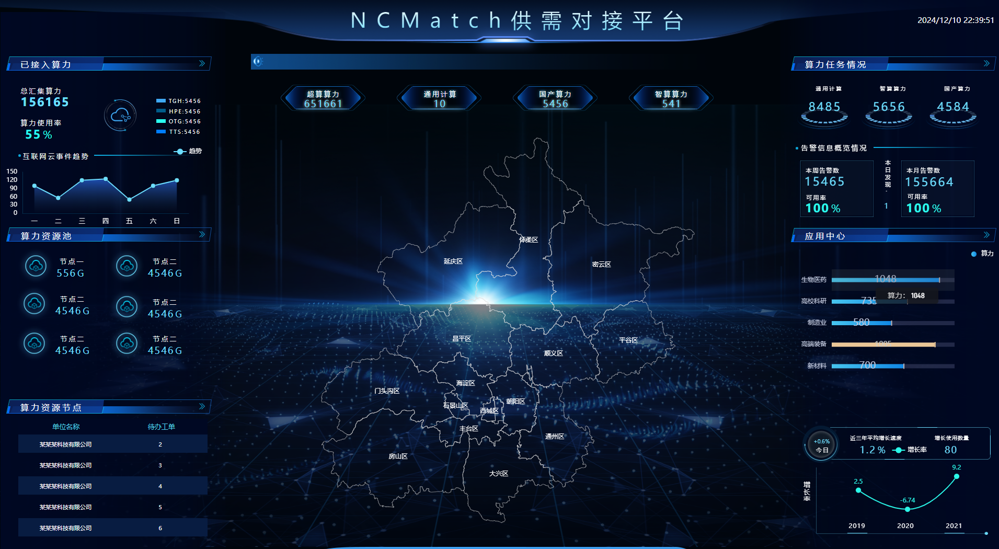 NCMatch供需对接平台
2024/12/10 22:39:51
已接入算力
总汇集算力
156165
算力使用率
55%
TGH:5456
HPE:5456
OTG:5456
TTS:5456
互联网云事件趋势
趋势
150
120
90
60
30
0
一 二 三 四 五 六 日
算力资源池
节点一
556G
节点二
4546G
节点二
4546G
节点二
4546G
节点二
4546G
节点二
4546G
算力资源节点
单位名称 待办工单
某某某科技有限公司 2
某某某科技有限公司 3
某某某科技有限公司 4
某某某科技有限公司 5
某某某科技有限公司 6
超算算力
651661
通用计算
10
国产算力
5456
智算算力
541
怀柔区
延庆区
密云区
昌平区
平谷区
顺义区
海淀区
门头沟区
朝阳区
石景山区
西城区
丰台区
通州区
房山区
大兴区
算力任务情况
通用计算
8485
智算算力
5656
国产算力
4584
告警信息概览情况
本周告警数
15465
可用率
100%
本日发现
-
1
本月告警数
155664
可用率
100%
应用中心
算力
生物医药 1048
算力: 1048
高校科研 735
制造业 580
高端装备
新材料 700
+0.6%
今日
近三年平均增长速度
1.2%
增长率
增长使用数量
80
增长率
2.5
-6.74
9.2
2019 2020 2021